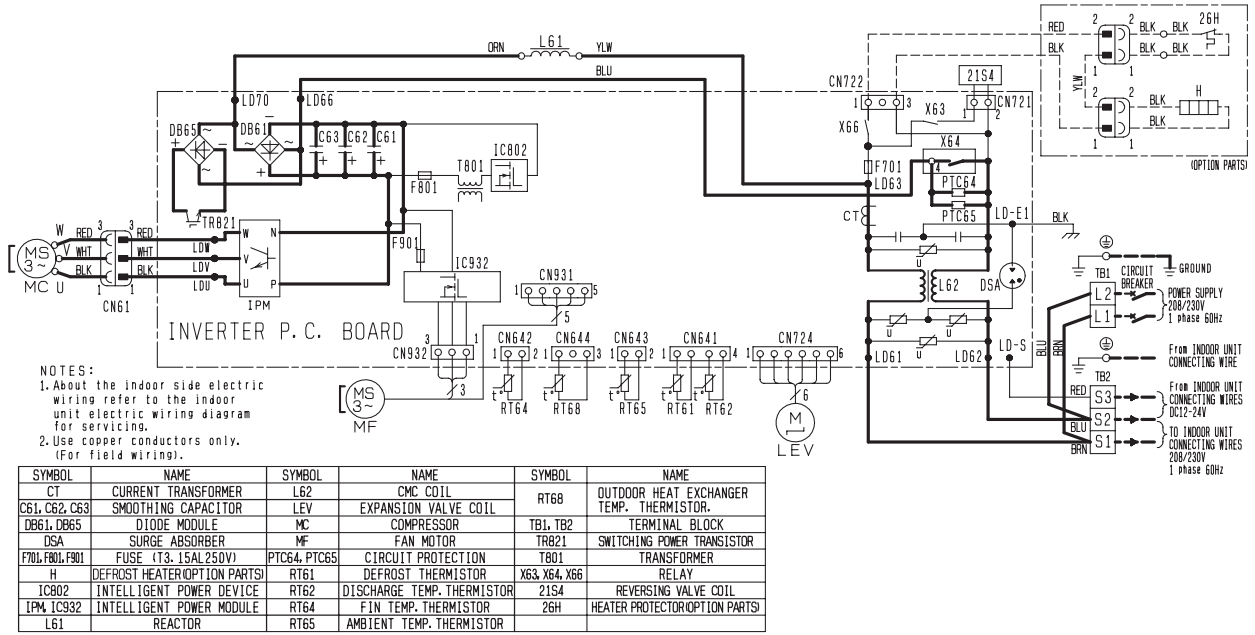 RED
2
2
BLK
BLK
26H
BLK
BLK
BLK
1
1
YLW
2
2
H
BLK
BLK
1
1
(OPTION PARTS)
ORN
L61
YLW
BLU
CN722
21S4
CN721
LD70
LD66
1
3
X63
1
2
X66
DB65
DB61
C63
C62
C61
IC802
X64
4
T801
F801
F701
LD63
PTC64
PTC65
CT
LD-E1
BLK
TR821
F901
W
RED
3
3
RED
LDW
W
N
MS
3~
V
WHT
WHT
LDV
V
BLK
BLK
LDU
U
P
MC
U
1
1
CN61
IPM
IC932
CN931
1
5
5
U
L62
DSA
GROUND
TB1
CIRCUIT
BREAKER
L2
L1
POWER SUPPLY
208/230V
1 phase 60Hz
INVERTER P.C. BOARD
CN932
3
1
3
CN642
1
2
CN644
1
3
CN643
1
2
CN641
1
4
CN724
1
6
U
U
U
LD61
LD62
LD-S
BLU
BRN
t°
RT64
t°
RT68
t°
RT65
t°
RT61
t°
RT62
6
M
LEV
MS
3~
MF
From INDOOR UNIT
CONNECTING WIRE
TB2
RED
S3
From INDOOR UNIT
CONNECTING WIRES
DC12-24V
BLU
S2
BRN
S1
TO INDOOR UNIT
CONNECTING WIRES
208/230V
1 phase 60Hz
NOTES:
1. About the indoor side electric
wiring refer to the indoor
unit electric wiring diagram
for servicing.
2. Use copper conductors only.
(For field wiring).
SYMBOL NAME SYMBOL NAME SYMBOL NAME
CT CURRENT TRANSFORMER L62 CMC COIL RT68 OUTDOOR HEAT EXCHANGER
TEMP. THERMISTOR.
C61, C62, C63 SMOOTHING CAPACITOR LEV EXPANSION VALVE COIL
DB61, DB65 DIODE MODULE MC COMPRESSOR TB1, TB2 TERMINAL BLOCK
DSA SURGE ABSORBER MF FAN MOTOR TR821 SWITCHING POWER TRANSISTOR
F701, F801, F901 FUSE (T3. 15AL250V) PTC64, PTC65 CIRCUIT PROTECTION T801 TRANSFORMER
H DEFROST HEATER(OPTION PARTS) RT61 DEFROST THERMISTOR X63, X64, X66 RELAY
IC802 INTELLIGENT POWER DEVICE RT62 DISCHARGE TEMP. THERMISTOR 21S4 REVERSING VALVE COIL
IPM, IC932 INTELLIGENT POWER MODULE RT64 FIN TEMP. THERMISTOR 26H HEATER PROTECTOR(OPTION PARTS)
L61 REACTOR RT65 AMBIENT TEMP. THERMISTOR